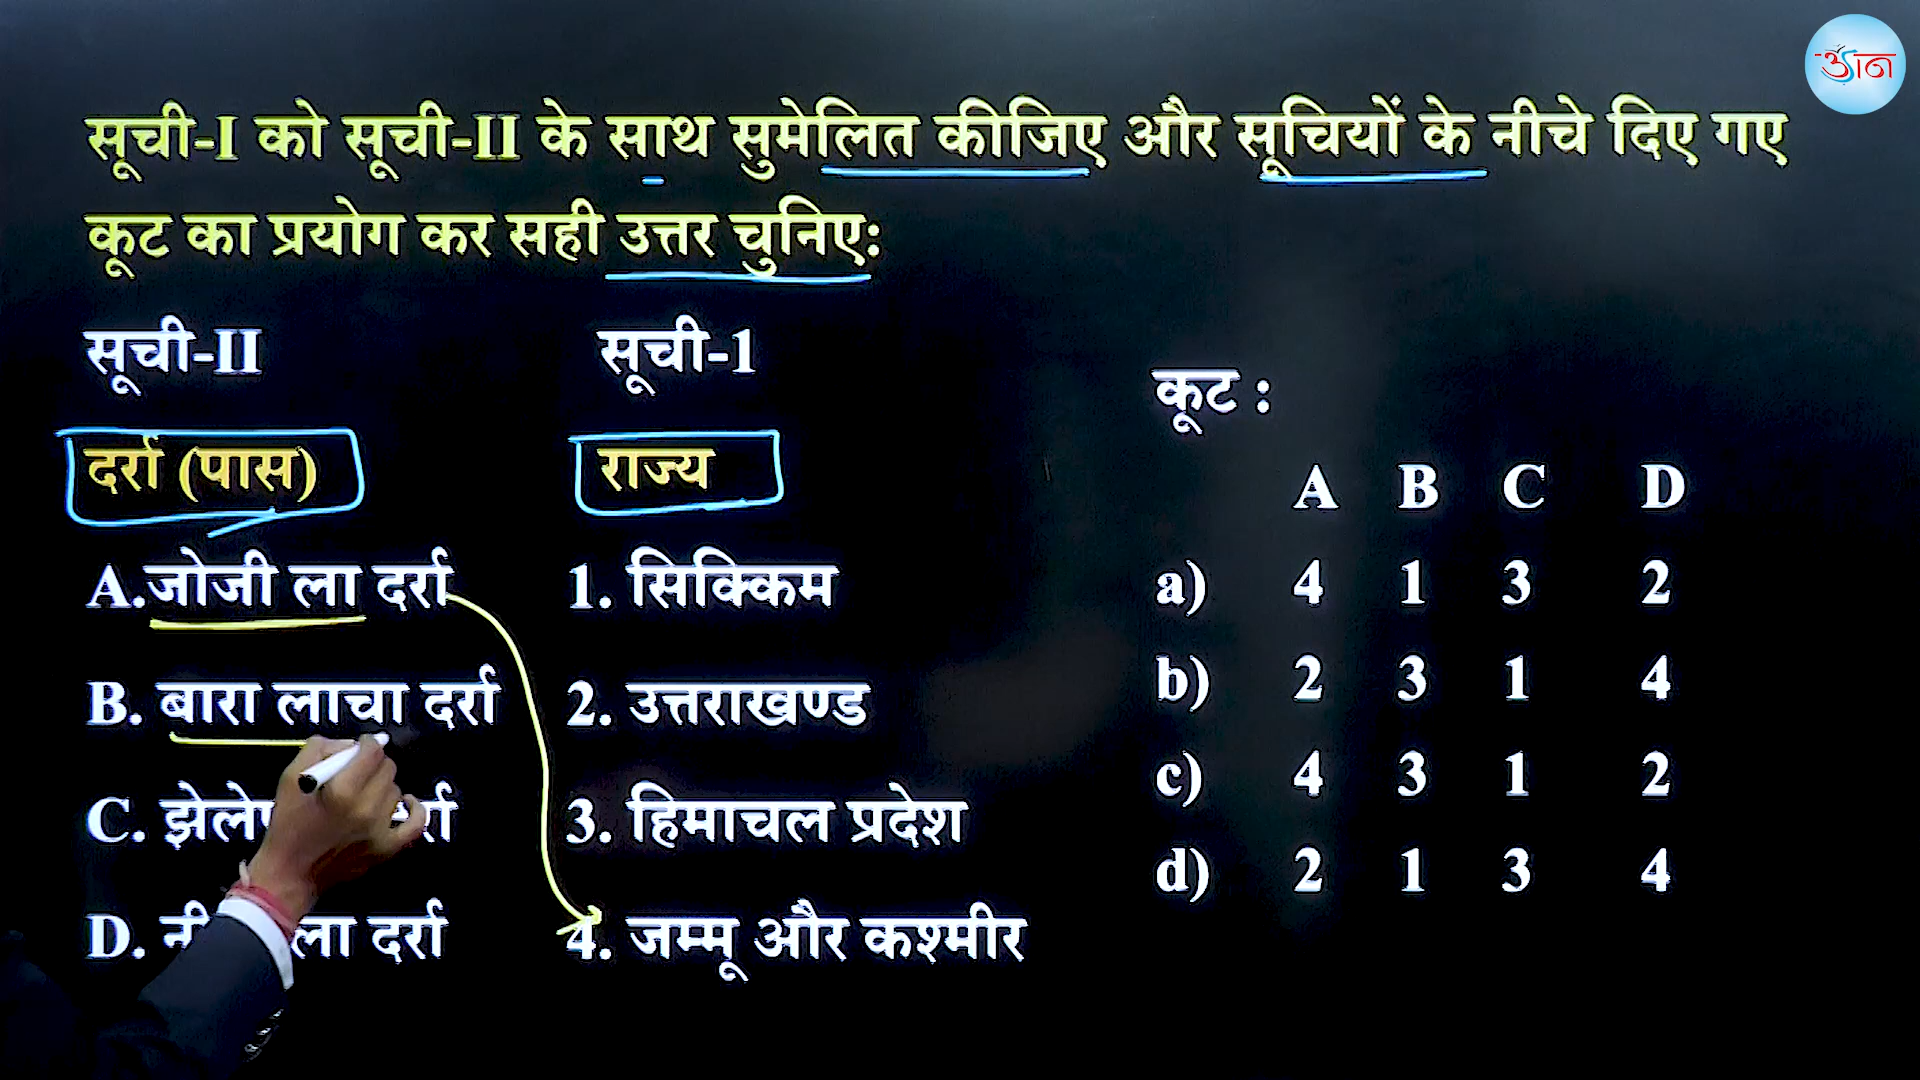 उड़ान
सूची-I को सूची-II के साथ सुमेलित कीजिए और सूचियों के नीचे दिए गए
कूट का प्रयोग कर सही उत्तर चुनिए:
सूची-II सूची-1
दर्रा (पास) राज्य
A.जोजी ला दर्रा 1. सिक्किम
B. बारा लाचा दर्रा 2. उत्तराखण्ड
C. 3. हिमाचल प्रदेश
D. ला दर्रा 4. जम्मू और कश्मीर
कूट :
A B C D
a) 4 1 3 2
b) 2 3 1 4
c) 4 3 1 2
d) 2 1 3 4